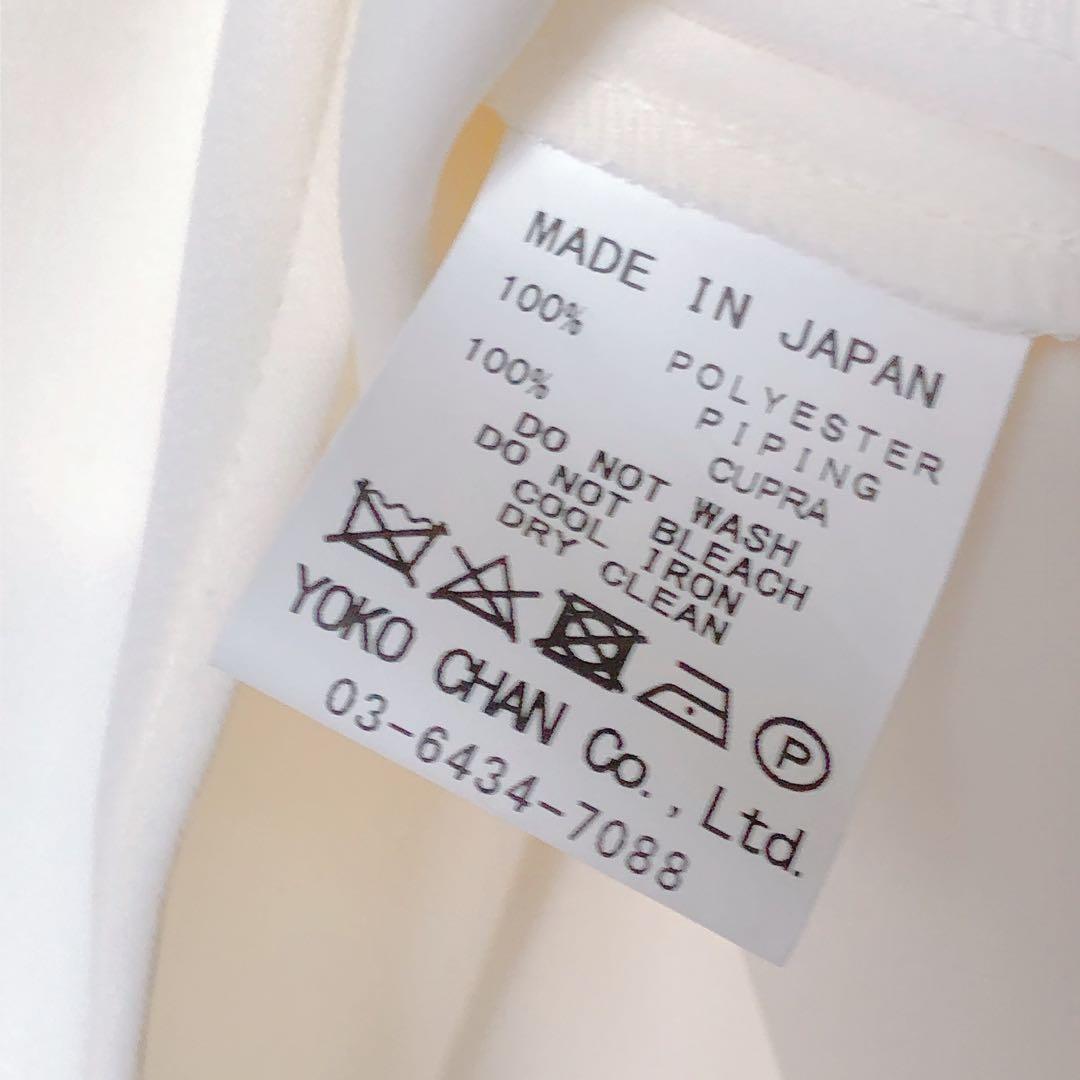 MADE IN JAPAN
100% POLYESTER
PIPING
100% CUPRA
DO NOT WASH
DO NOT BLEACH
COOL IRON
DRY CLEAN
P
YOKO CHAN Co., Ltd.
03-6434-7088